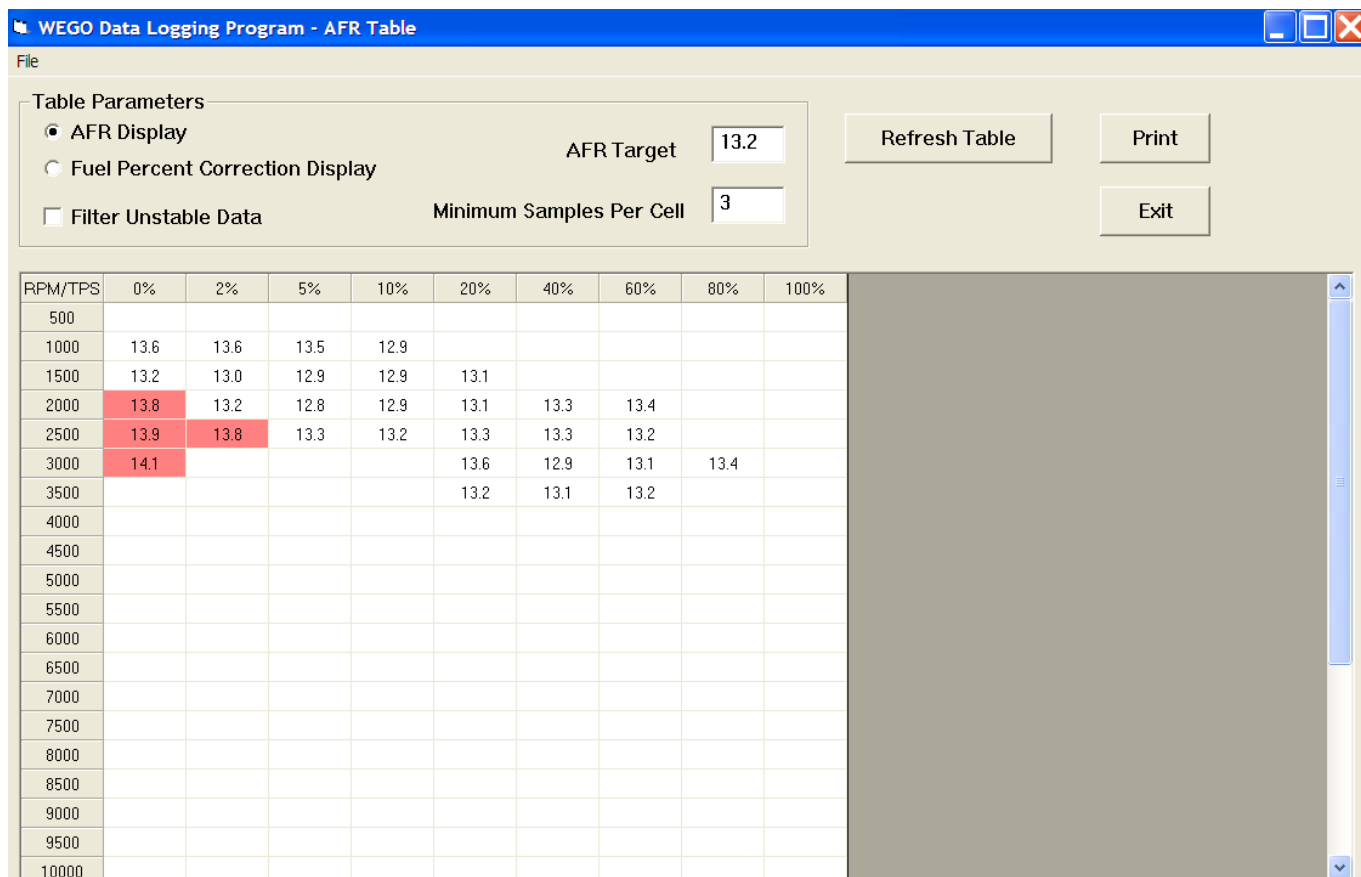 WEGO Data Logging Program - AFR Table
File
Table Parameters
AFR Display
Fuel Percent Correction Display
Filter Unstable Data
AFR Target 13.2
Minimum Samples Per Cell 3
Refresh Table
Print
Exit
RPM/TPS 0% 2% 5% 10% 20% 40% 60% 80% 100%
500
1000 13.6 13.6 13.5 12.9
1500 13.2 13.0 12.9 12.9 13.1
2000 13.8 13.2 12.8 12.9 13.1 13.3 13.4
2500 13.9 13.8 13.3 13.2 13.3 13.3 13.2
3000 14.1 13.6 12.9 13.1 13.4
3500 13.2 13.1 13.2
4000
4500
5000
5500
6000
6500
7000
7500
8000
8500
9000
9500
10000